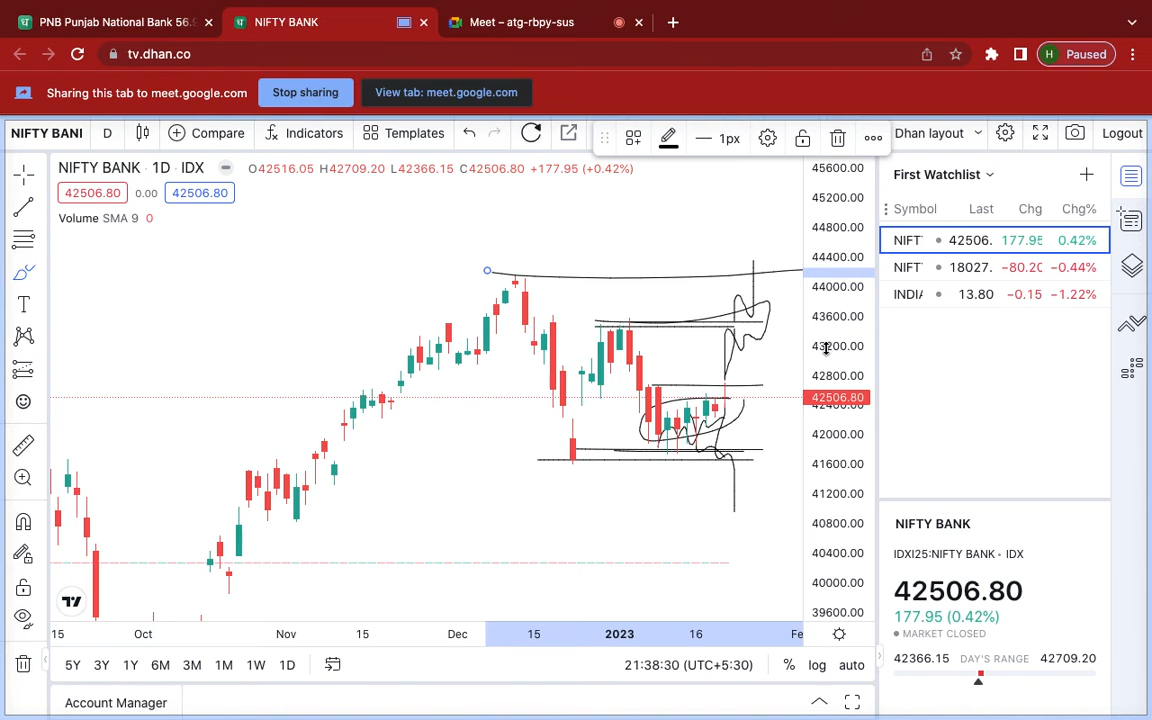 PNB Punjab National Bank 56.9
NIFTY BANK
Meet – atg-rbpy-sus
tv.dhan.co
H Paused
Sharing this tab to meet.google.com
Stop sharing
View tab: meet.google.com
NIFTY BANI D Compare Indicators Templates 1px Dhan layout Logout
NIFTY BANK · 1D · IDX O42516.05 H42709.20 L42366.15 C42506.80 +177.95 (+0.42%)
42506.80 0.00 42506.80
Volume SMA 9 0
45600.00
45200.00
44800.00
44400.00
44000.00
43600.00
43200.00
42800.00
42506.80
42400.00
42000.00
41600.00
41200.00
40800.00
40400.00
40000.00
39600.00
15 Oct Nov 15 Dec 15 2023 16 Fe
5Y 3Y 1Y 6M 3M 1M 1W 1D 21:38:30 (UTC+5:30) % log auto
Account Manager
First Watchlist
Symbol Last Chg Chg%
NIFT 42506. 177.95 0.42%
NIFT 18027. −80.20 −0.44%
INDIA 13.80 −0.15 −1.22%
NIFTY BANK
IDXI25:NIFTY BANK • IDX
42506.80
177.95 (0.42%)
MARKET CLOSED
42366.15 DAY'S RANGE 42709.20